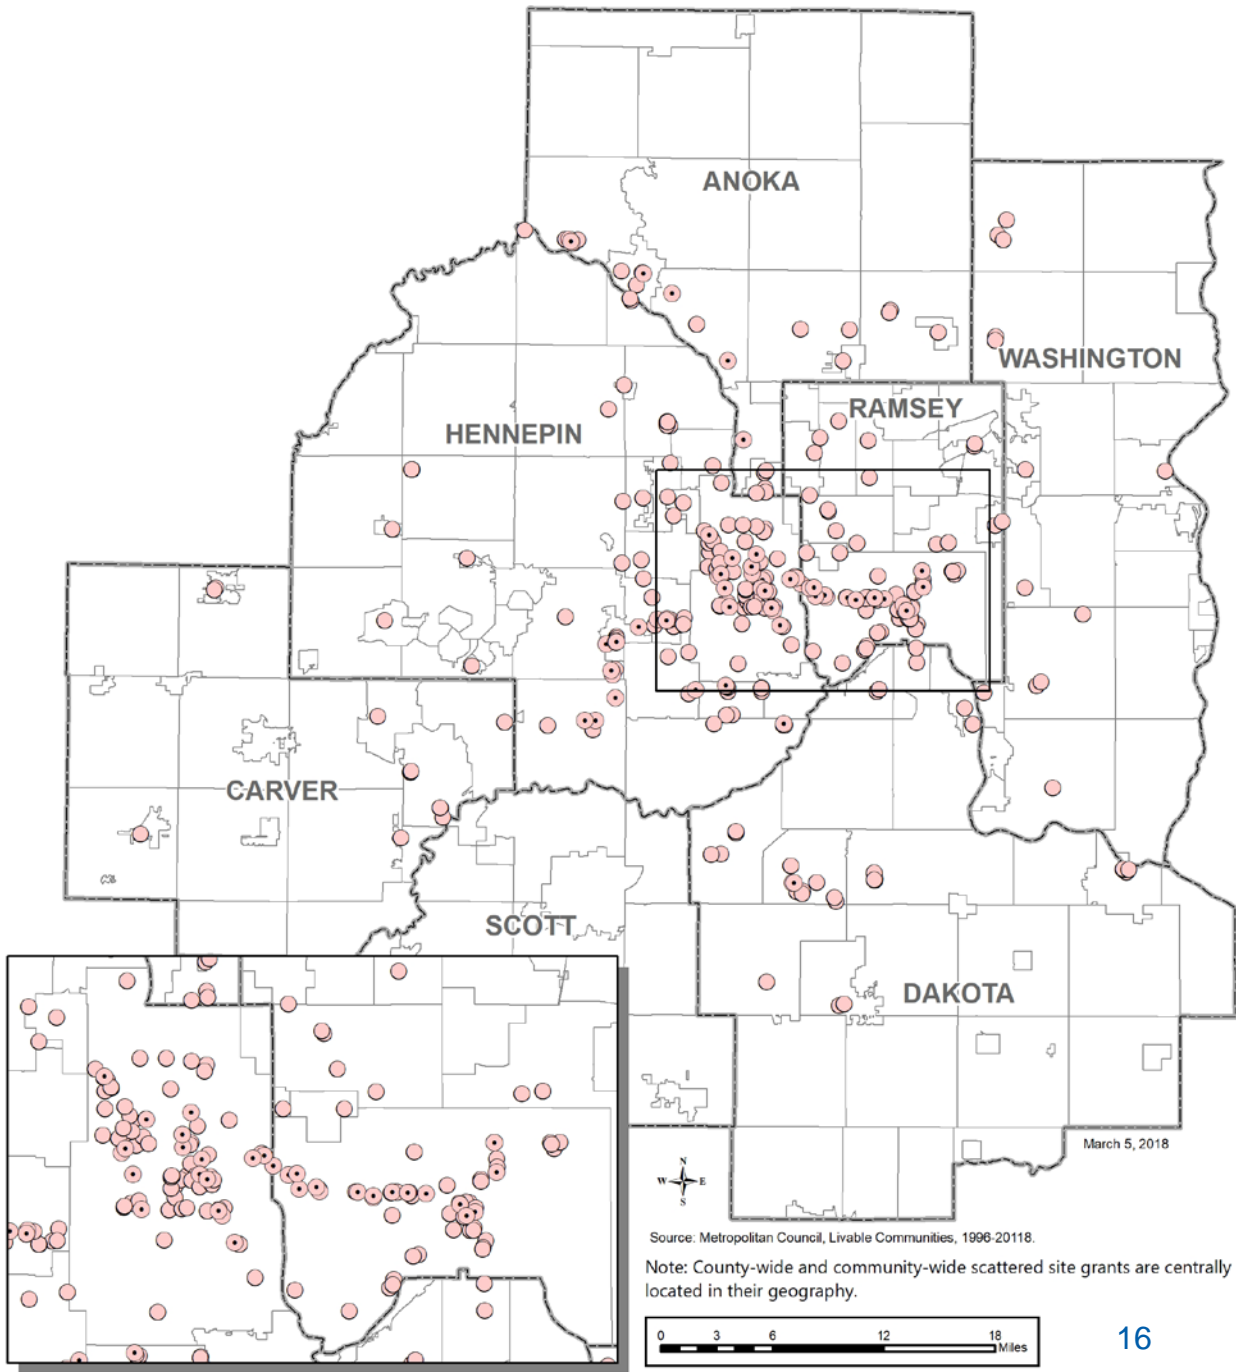 ANOKA
WASHINGTON
RAMSEY
HENNEPIN
CARVER
SCOTT
DAKOTA
March 5, 2018
N
W E
S
Source: Metropolitan Council, Livable Communities, 1996-20118.
Note: County-wide and community-wide scattered site grants are centrally
located in their geography.
0 3 6 12 18
Miles
16